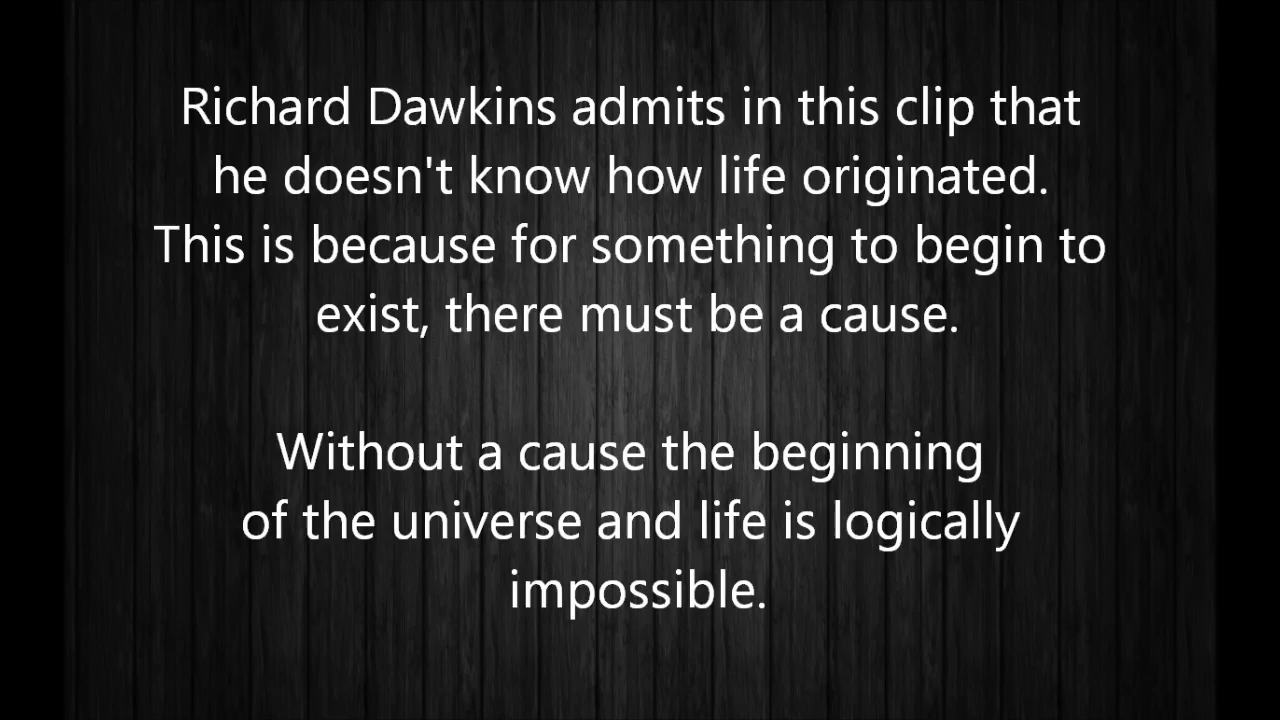 Richard Dawkins admits in this clip that
he doesn't know how life originated.
This is because for something to begin to
exist, there must be a cause.
Without a cause the beginning
of the universe and life is logically
impossible.